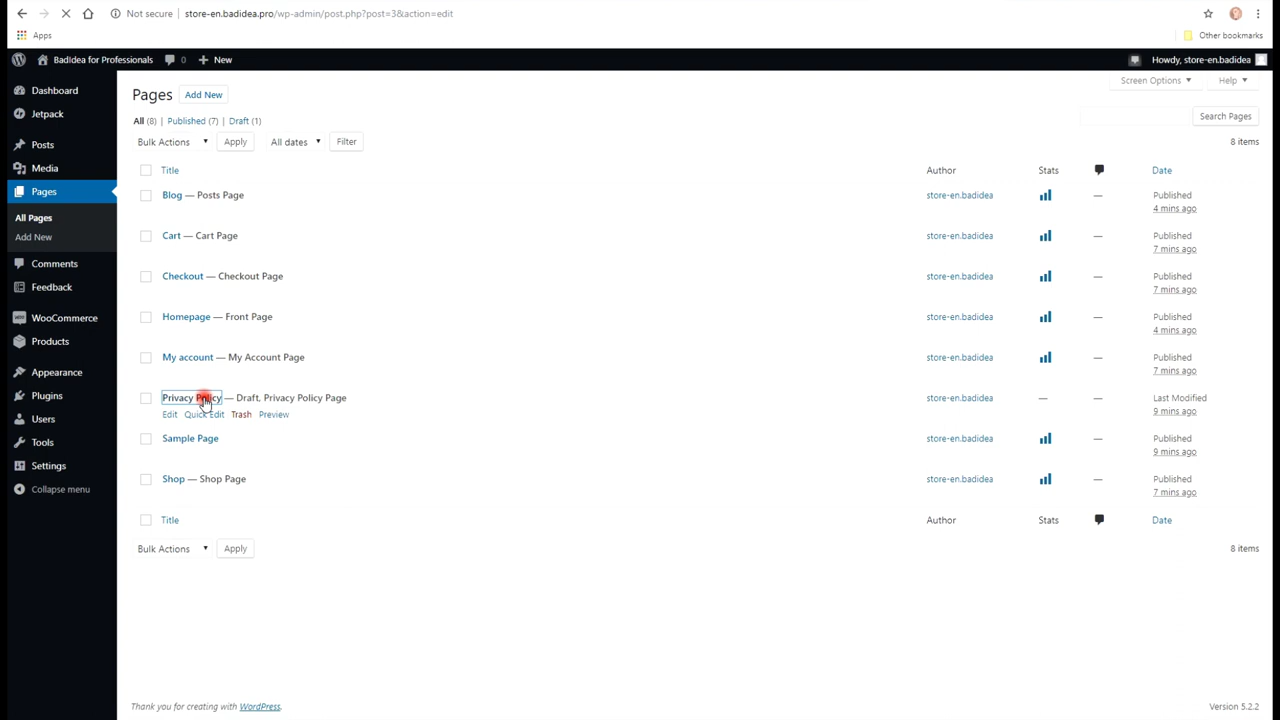 Not secure | store-en.badidea.pro/wp-admin/post.php?post=3&action=edit
Apps
Other bookmarks
BadIdea for Professionals 0 New Howdy, store-en.badidea
Dashboard
Jetpack
Posts
Media
Pages
All Pages
Add New
Comments
Feedback
WooCommerce
Products
Appearance
Plugins
Users
Tools
Settings
Collapse menu
Screen Options Help
Pages Add New
All (8) | Published (7) | Draft (1)
Search Pages
Bulk Actions Apply All dates Filter 8 items
Title Author Stats Date
Blog — Posts Page store-en.badidea — Published
4 mins ago
Cart — Cart Page store-en.badidea — Published
7 mins ago
Checkout — Checkout Page store-en.badidea — Published
7 mins ago
Homepage — Front Page store-en.badidea — Published
4 mins ago
My account — My Account Page store-en.badidea — Published
7 mins ago
Privacy Policy — Draft, Privacy Policy Page store-en.badidea — — Last Modified
Edit Quick Edit Trash Preview 9 mins ago
Sample Page store-en.badidea — Published
9 mins ago
Shop — Shop Page store-en.badidea — Published
7 mins ago
Title Author Stats Date
Bulk Actions Apply 8 items
Thank you for creating with WordPress. Version 5.2.2